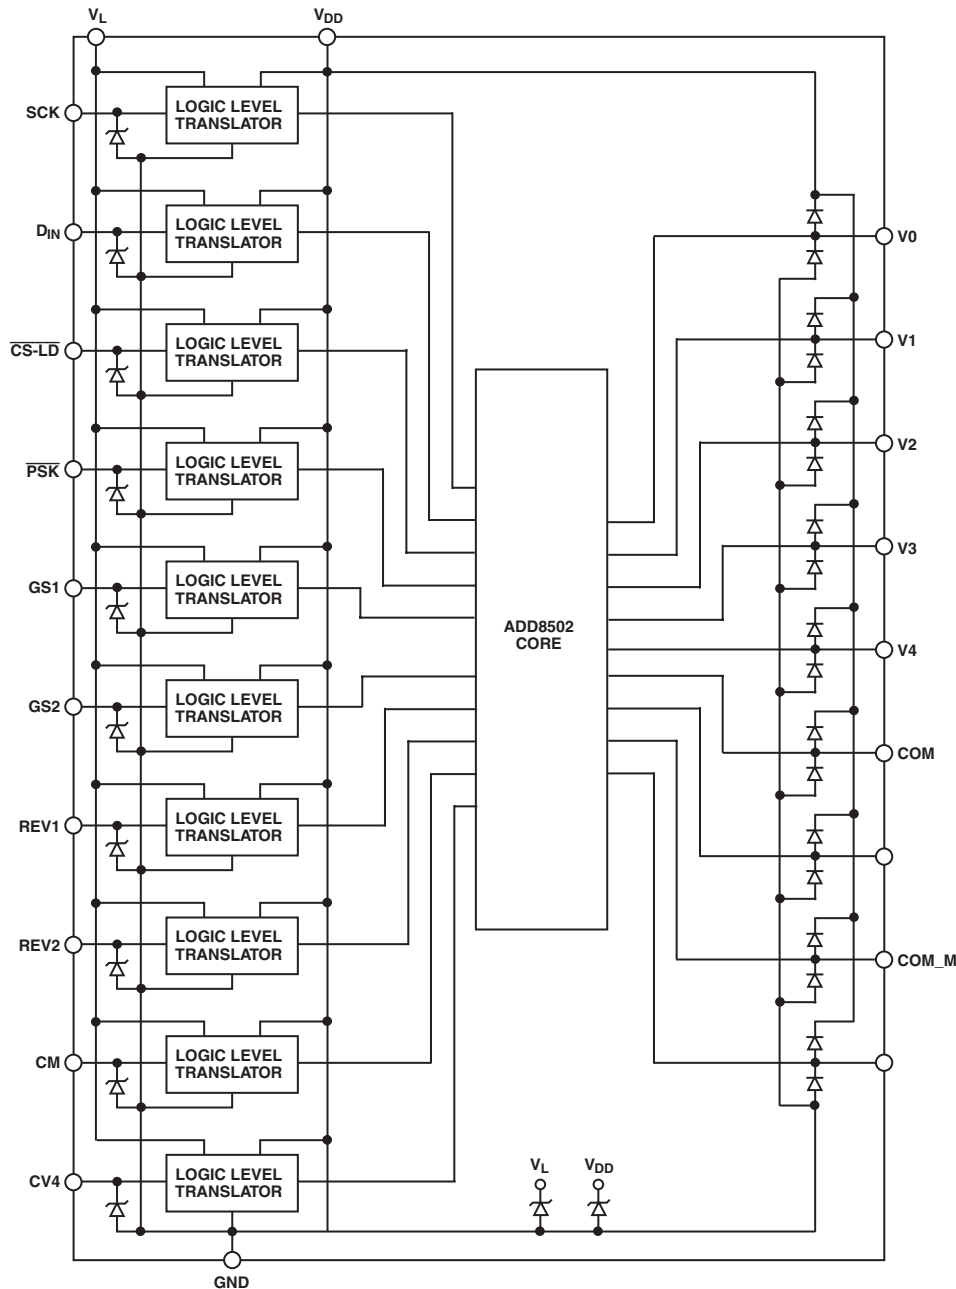 VL
VDD
SCK
LOGIC LEVEL
TRANSLATOR
DIN
LOGIC LEVEL
TRANSLATOR
V0
CS-LD
LOGIC LEVEL
TRANSLATOR
V1
PSK
LOGIC LEVEL
TRANSLATOR
V2
GS1
LOGIC LEVEL
TRANSLATOR
V3
ADD8502
CORE
V4
GS2
LOGIC LEVEL
TRANSLATOR
COM
REV1
LOGIC LEVEL
TRANSLATOR
REV2
LOGIC LEVEL
TRANSLATOR
COM_M
CM
LOGIC LEVEL
TRANSLATOR
CV4
LOGIC LEVEL
TRANSLATOR
VL
VDD
GND